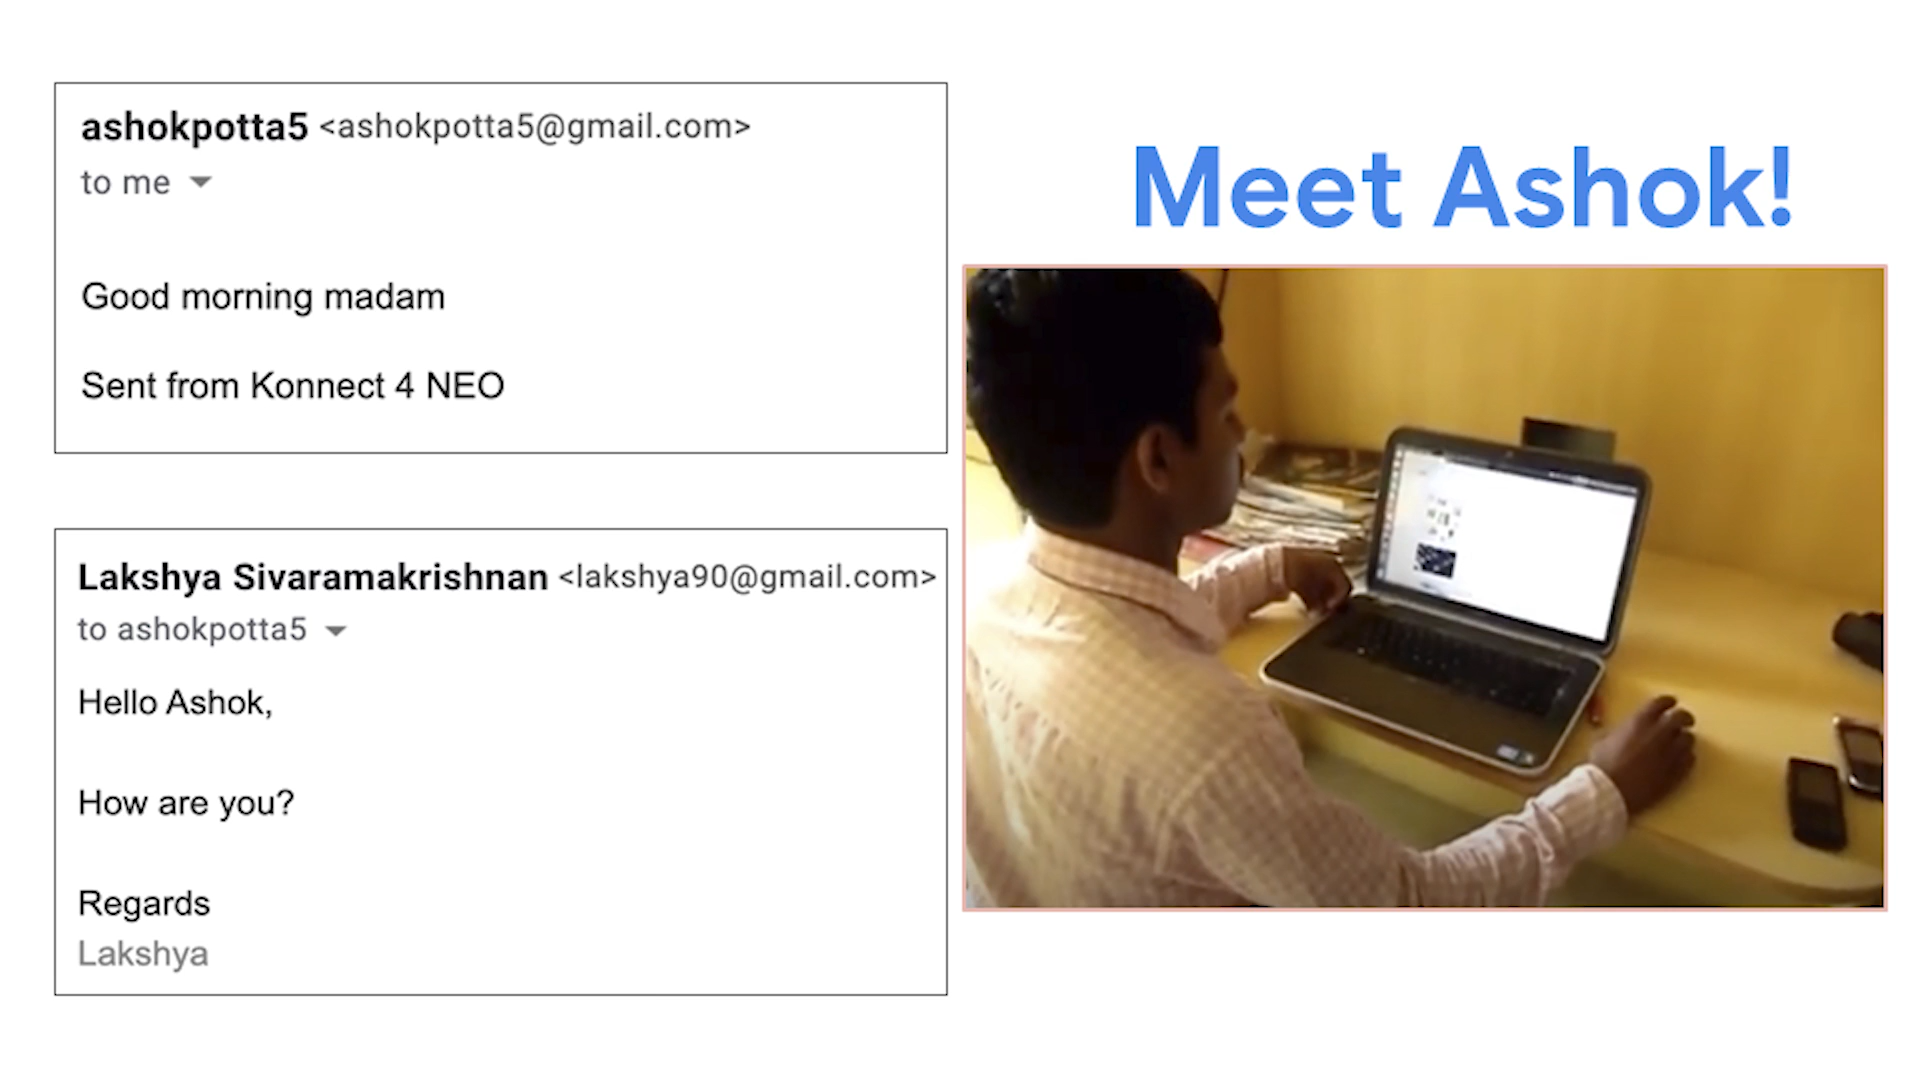 ashokpotta5 <ashokpotta5@gmail.com>
to me
Good morning madam
Sent from Konnect 4 NEO
Lakshya Sivaramakrishnan <lakshya90@gmail.com>
to ashokpotta5
Hello Ashok,
How are you?
Regards
Lakshya
Meet Ashok!